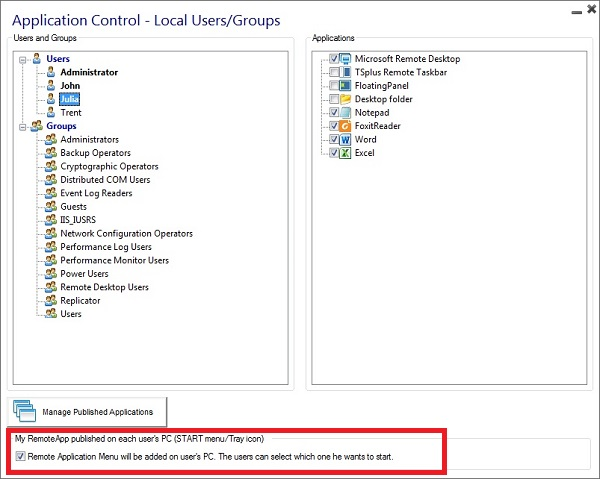 Application Control - Local Users/Groups
Users and Groups
Users
Administrator
John
Julia
Trent
Groups
Administrators
Backup Operators
Cryptographic Operators
Distributed COM Users
Event Log Readers
Guests
IIS_IUSRS
Network Configuration Operators
Performance Log Users
Performance Monitor Users
Power Users
Remote Desktop Users
Replicator
Users
Applications
Microsoft Remote Desktop
TSplus Remote Taskbar
FloatingPanel
Desktop folder
Notepad
FoxitReader
Word
Excel
Manage Published Applications
My RemoteApp published on each user's PC (START menu/Tray icon)
Remote Application Menu will be added on user's PC. The users can select which one he wants to start.